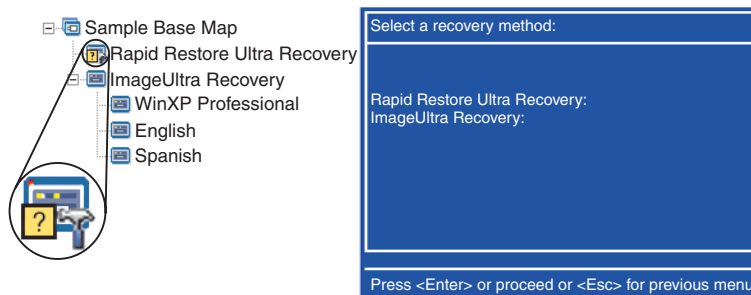 Sample Base Map
Rapid Restore Ultra Recovery
ImageUltra Recovery
WinXP Professional
English
Spanish
?
Select a recovery method:
Rapid Restore Ultra Recovery:
ImageUltra Recovery:
Press <Enter> or proceed or <Esc> for previous menu